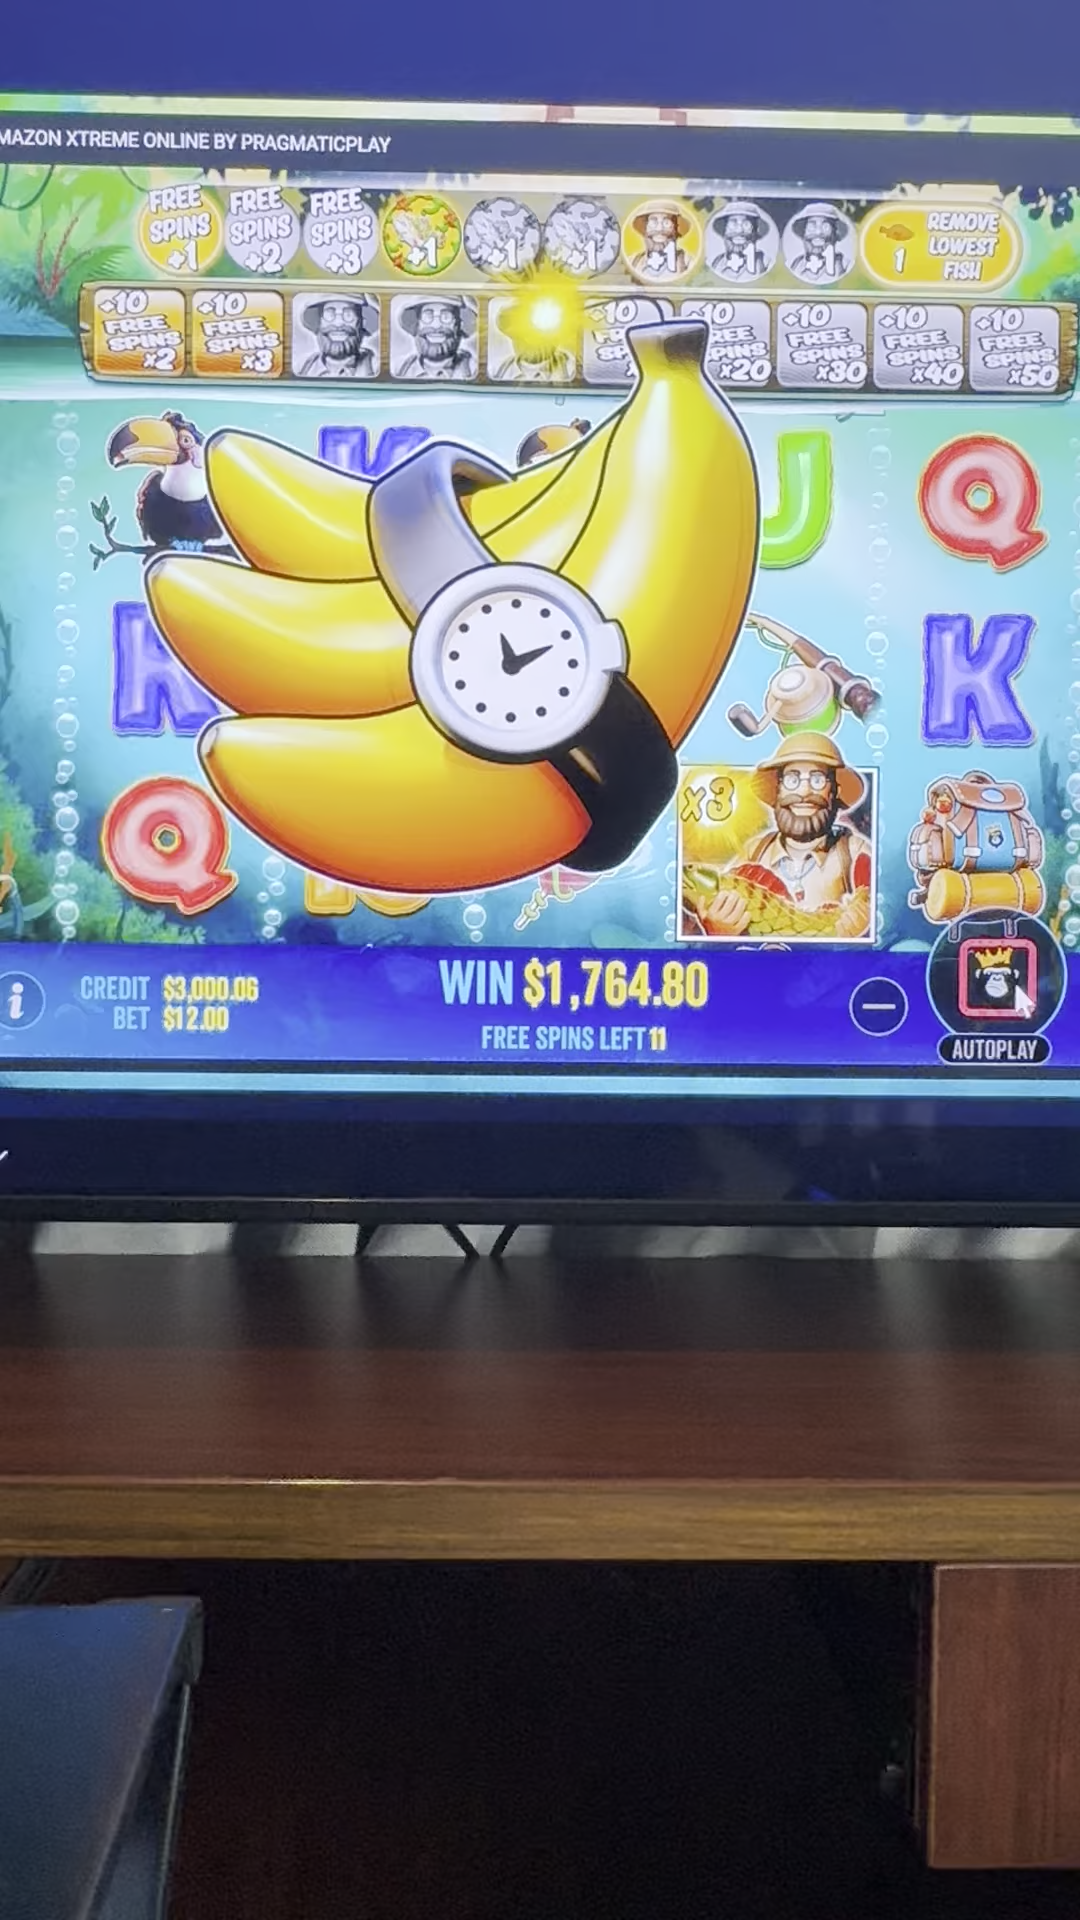 MAZON XTREME ONLINE BY PRAGMATICPLAY
FREE SPINS +1
FREE SPINS +2
FREE SPINS +3
+1
+1
+1
+1
+1
+1
1
REMOVE
LOWEST
FISH
+10 FREE SPINS x2
+10 FREE SPINS x3
+10
+10 x20
+10 FREE SPINS x30
+10 FREE SPINS x40
+10 FREE SPINS x50
K
J
Q
K
K
x3
Q
CREDIT $3,000.06
BET $12.00
WIN $1,764.80
FREE SPINS LEFT 11
i
AUTOPLAY